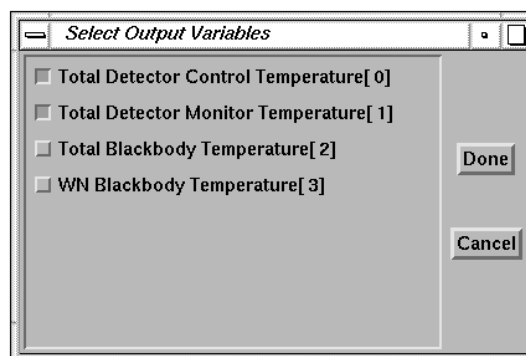 Select Output Variables
Total Detector Control Temperature[ 0]
Total Detector Monitor Temperature[ 1]
Total Blackbody Temperature[ 2]
WN Blackbody Temperature[ 3]
Done
Cancel